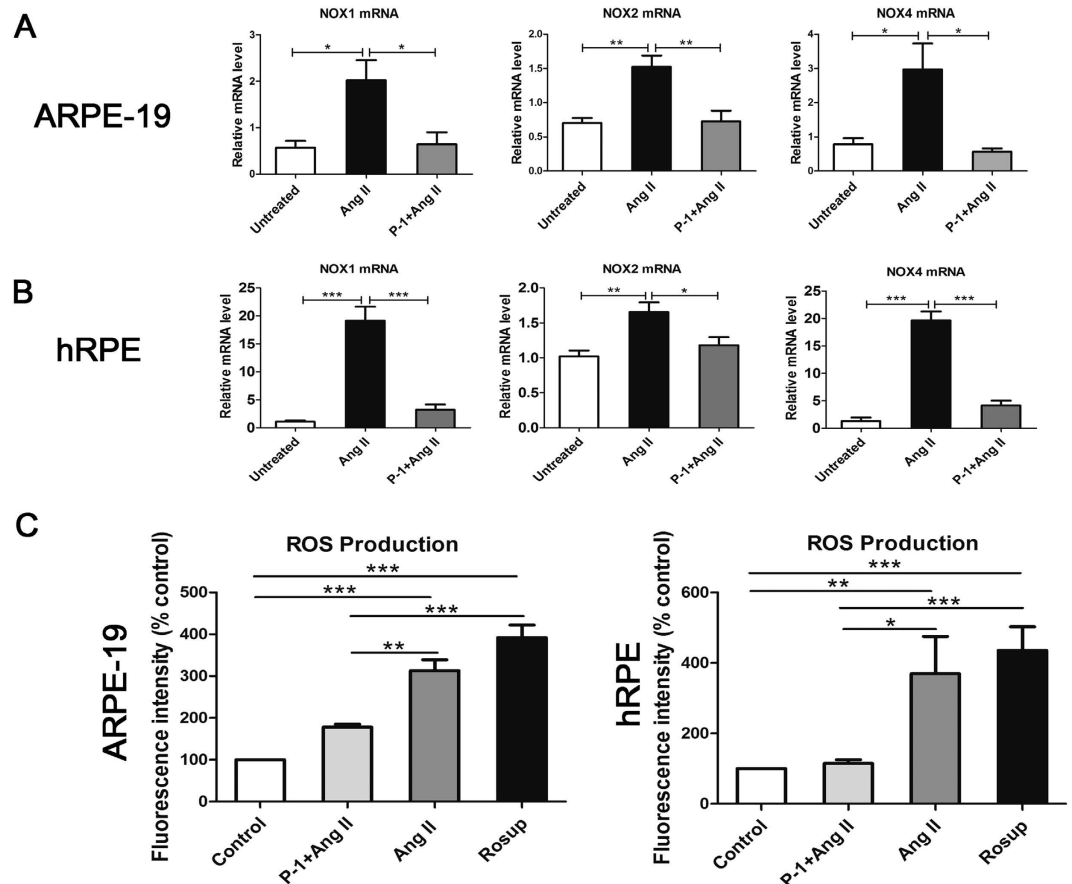 A
ARPE-19
NOX1 mRNA
Relative mRNA level
3
2
1
0
* *
Untreated
Ang II
P-1+Ang II
NOX2 mRNA
Relative mRNA level
2.0
1.5
1.0
0.5
0.0
** **
Untreated
Ang II
P-1+Ang II
NOX4 mRNA
Relative mRNA level
4
3
2
1
0
* *
Untreated
Ang II
P-1+Ang II
B
hRPE
NOX1 mRNA
Relative mRNA level
25
20
15
10
5
0
*** ***
Untreated
Ang II
P-1+Ang II
NOX2 mRNA
Relative mRNA level
2.0
1.5
1.0
0.5
0.0
** *
Untreated
Ang II
P-1+Ang II
NOX4 mRNA
Relative mRNA level
25
20
15
10
5
0
*** ***
Untreated
Ang II
P-1+Ang II
C
ARPE-19
ROS Production
Fluorescence intensity (% control)
500
400
300
200
100
0
***
***
***
**
Control
P-1+Ang II
Ang II
Rosup
hRPE
ROS Production
Fluorescence intensity (% control)
600
400
200
0
***
**
***
*
Control
P-1+Ang II
Ang II
Rosup